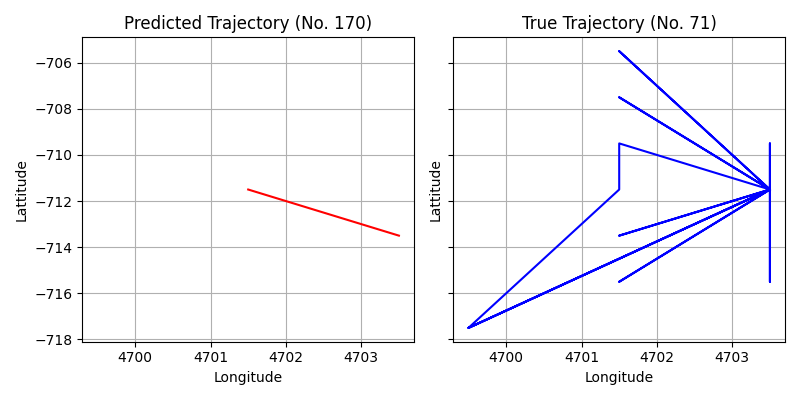 Predicted Trajectory (No. 170)
True Trajectory (No. 71)
−706
−708
−710
−712
−714
−716
−718
Lattitude
Lattitude
4700
4701
4702
4703
4700
4701
4702
4703
Longitude
Longitude